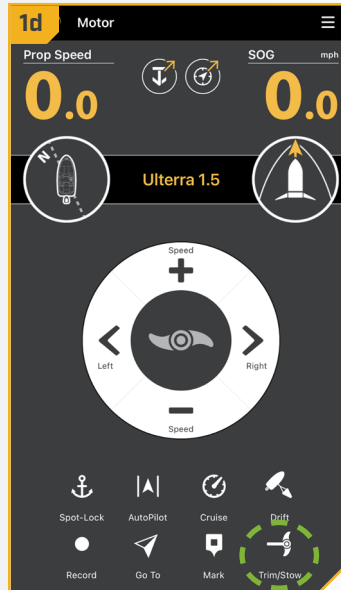 1d
Motor
Prop Speed
SOG mph
0.0
0.0
N
Ulterra 1.5
Speed
Left
Right
Speed
Spot-Lock AutoPilot Cruise Drift
Record Go To Mark Trim/Stow